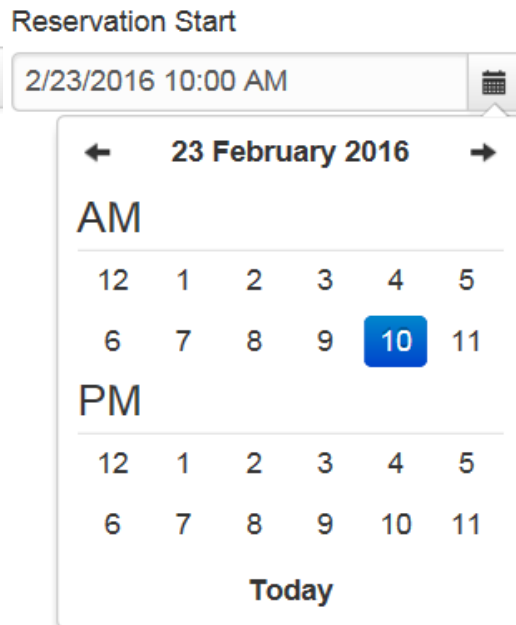 Reservation Start
2/23/2016 10:00 AM
23 February 2016
AM
12 1 2 3 4 5
6 7 8 9 10 11
PM
12 1 2 3 4 5
6 7 8 9 10 11
Today